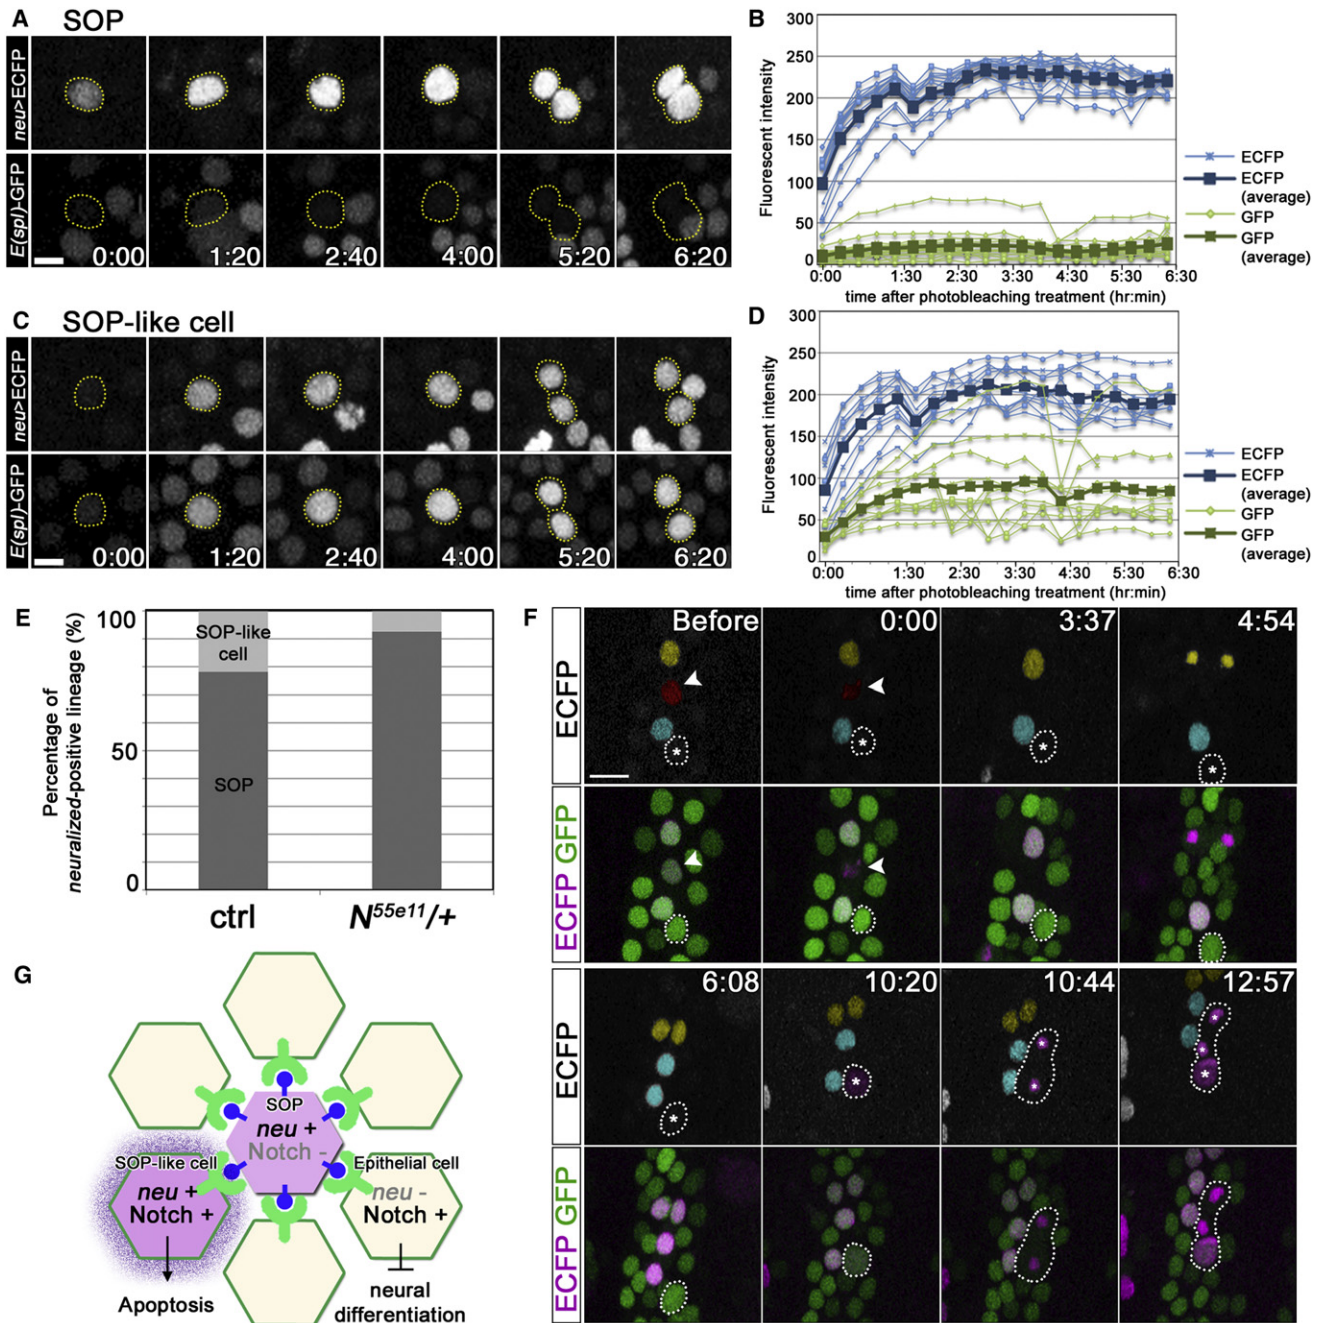 A SOP
neu>ECFP
E(spl)-GFP
0:00 1:20 2:40 4:00 5:20 6:20
B
Fluorescent intensity
300
250
200
150
100
50
0
0:00 1:30 2:30 3:30 4:30 5:30 6:30
time after photobleaching treatment (hr:min)
ECFP
ECFP
(average)
GFP
GFP
(average)
C SOP-like cell
neu>ECFP
E(spl)-GFP
0:00 1:20 2:40 4:00 5:20 6:20
D
Fluorescent intensity
300
250
200
150
100
50
0
0:00 1:30 2:30 3:30 4:30 5:30 6:30
time after photobleaching treatment (hr:min)
ECFP
ECFP
(average)
GFP
GFP
(average)
E
Percentage of
neuralized-positive lineage (%)
100
50
0
SOP-like
cell
SOP
ctrl N55e11/+
F
ECFP
Before 0:00 3:37 4:54
* * * *
ECFP GFP
ECFP
6:08 10:20 10:44 12:57
* * * * * * *
ECFP GFP
G
SOP
neu +
Notch -
SOP-like cell
neu +
Notch +
Apoptosis
Epithelial cell
neu -
Notch +
neural
differentiation